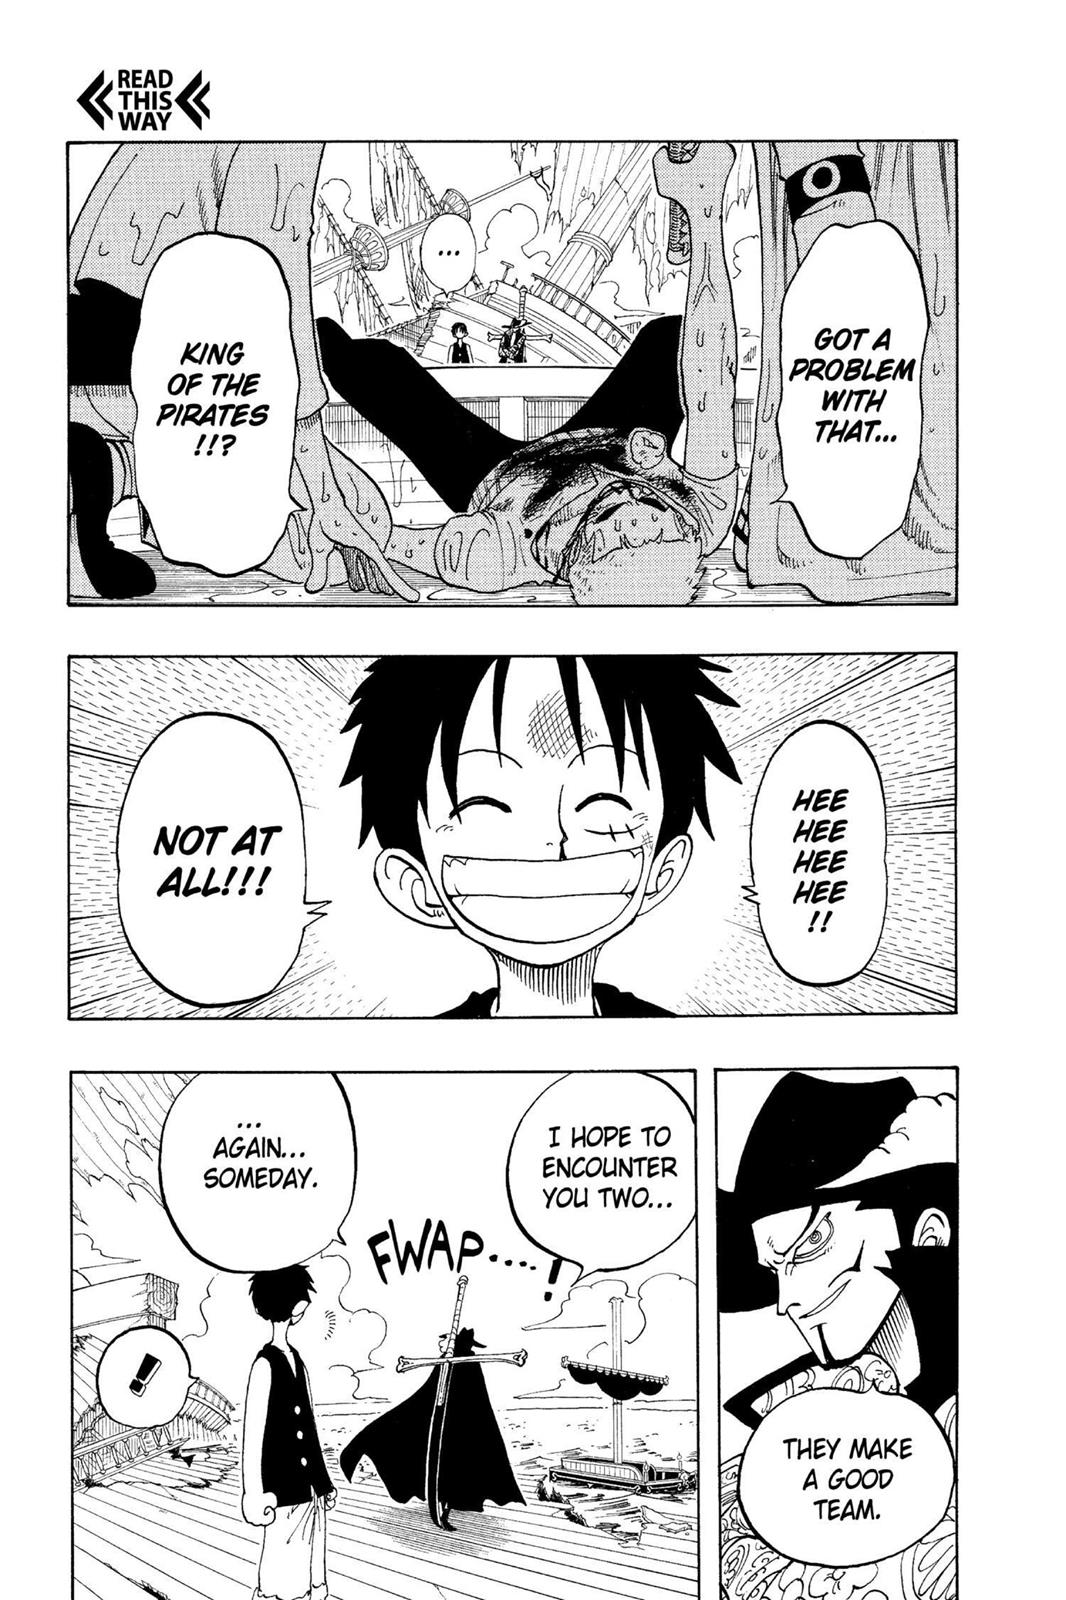 READ
THIS
WAY
GOT A
PROBLEM
WITH
THAT...
...
KING
OF THE
PIRATES
!!?
HEE
HEE
HEE
HEE
!!
NOT AT
ALL!!!
THEY MAKE
A GOOD
TEAM.
I HOPE TO
ENCOUNTER
YOU TWO...
...
AGAIN...
SOMEDAY.
FWAP....!
!